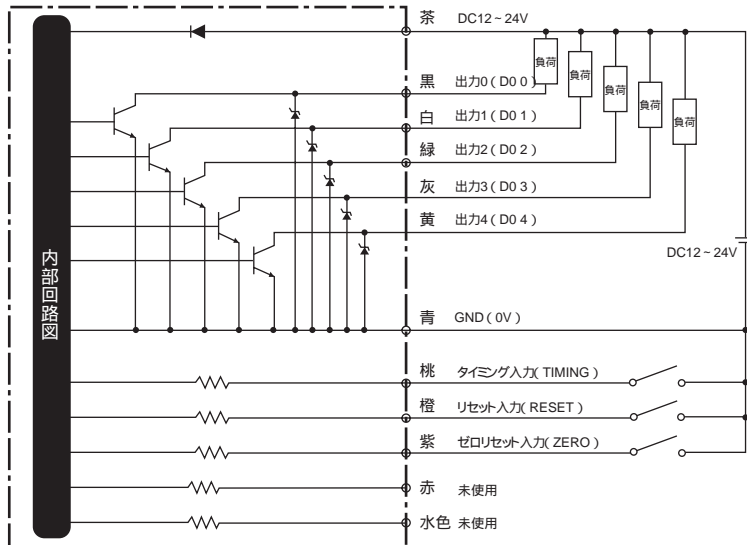 茶 DC12~24V
負荷
負荷
負荷
負荷
負荷
黒 出力0(D0 0)
白 出力1(D0 1)
緑 出力2(D0 2)
灰 出力3(D0 3)
黄 出力4(D0 4)
DC12~24V
内部回路図
青 GND(0V)
桃 タイミング入力(TIMING)
橙 リセット入力(RESET)
紫 ゼロリセット入力(ZERO)
赤 未使用
水色 未使用